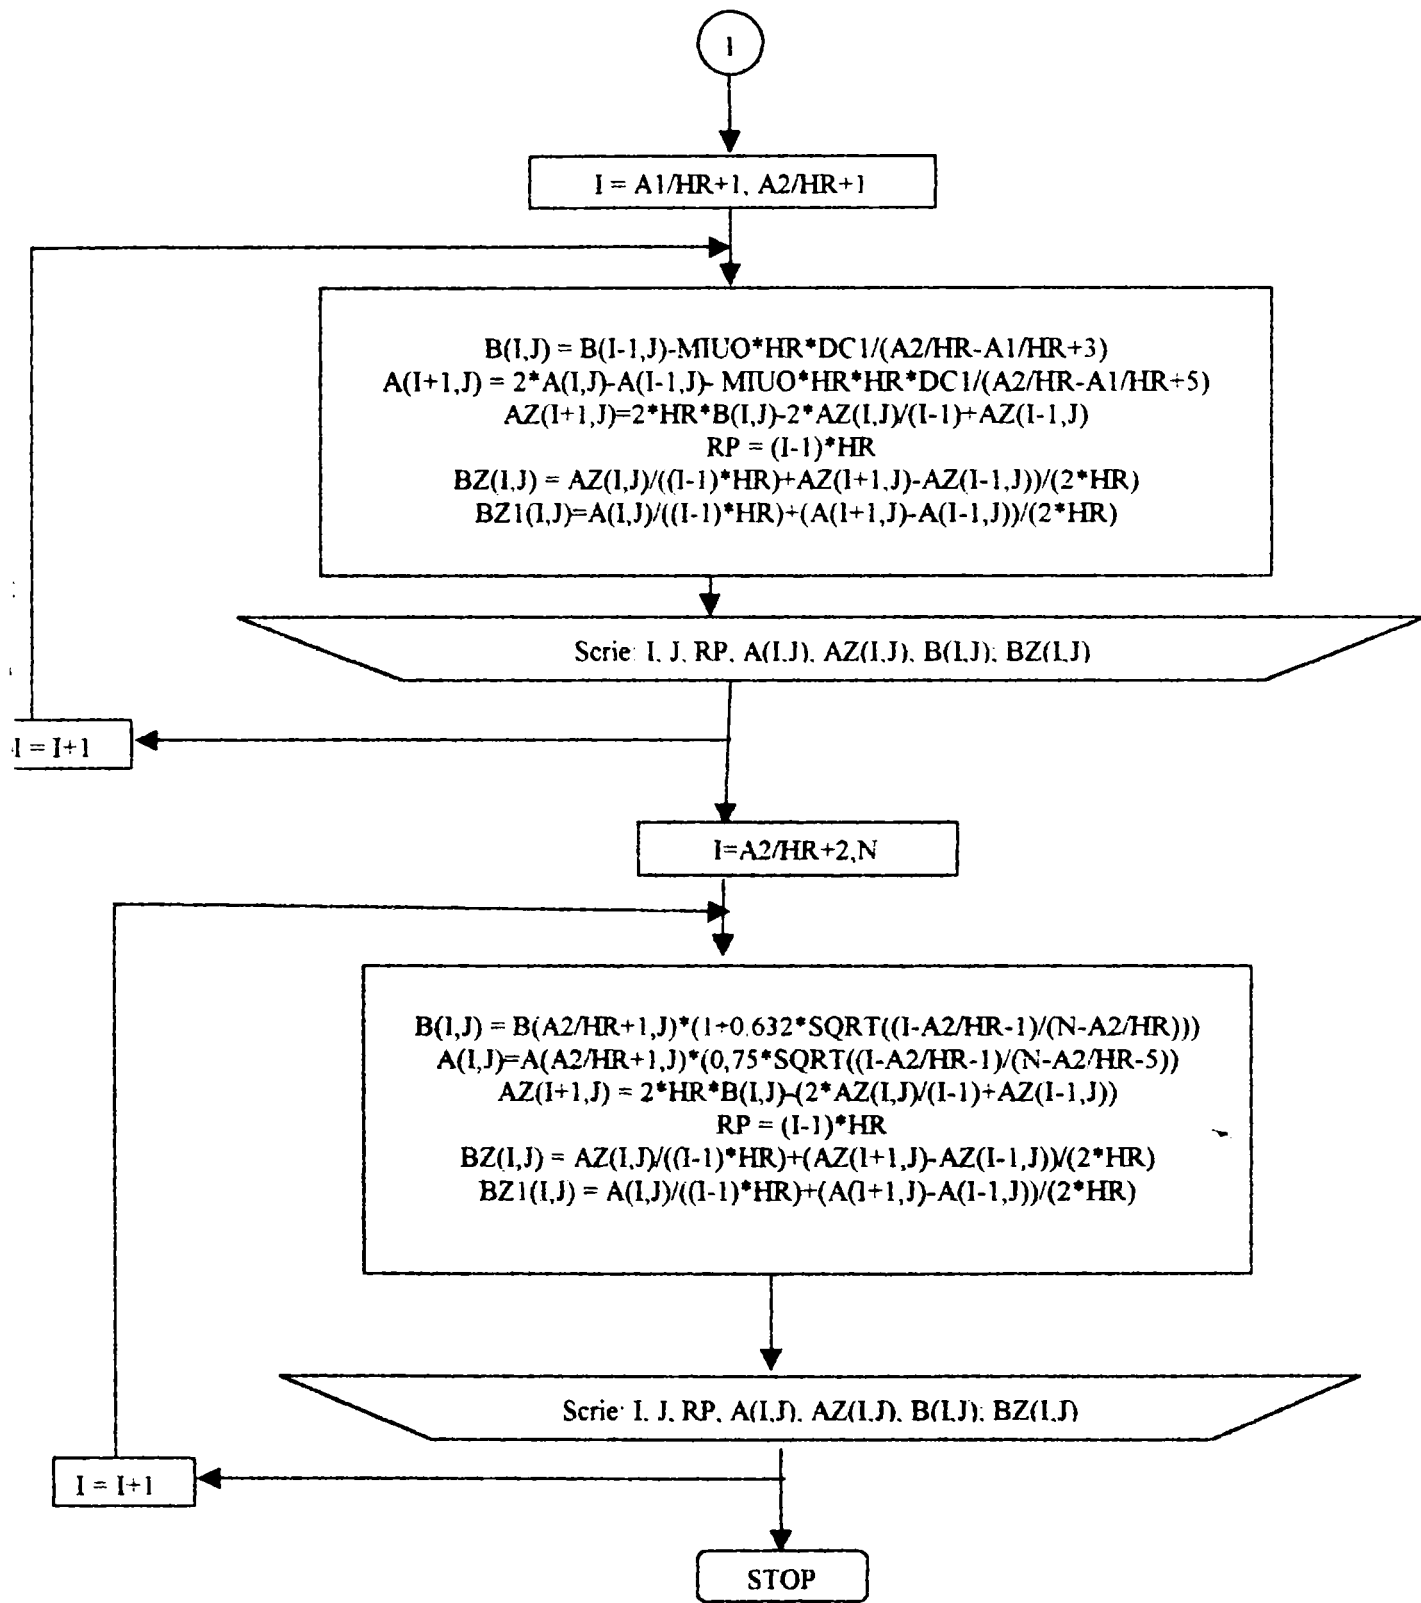 1
I = A1/HR+1, A2/HR+1
B(I,J) = B(I-1,J)-MIUO*HR*DC1/(A2/HR-A1/HR+3)
A(I+1,J) = 2*A(I,J)-A(I-1,J)- MIUO*HR*HR*DC1/(A2/HR-A1/HR+5)
AZ(I+1,J)=2*HR*B(I,J)-2*AZ(I,J)/(I-1)+AZ(I-1,J)
RP = (I-1)*HR
BZ(I,J) = AZ(I,J)/((I-1)*HR)+AZ(I+1,J)-AZ(I-1,J))/(2*HR)
BZ1(I,J)=A(I,J)/((I-1)*HR)+(A(I+1,J)-A(I-1,J))/(2*HR)
Scrie: I, J, RP, A(I,J), AZ(I,J), B(I,J); BZ(I,J)
I = I+1
I=A2/HR+2,N
B(I,J) = B(A2/HR+1,J)*(1+0.632*SQRT((I-A2/HR-1)/(N-A2/HR)))
A(I,J)=A(A2/HR+1,J)*(0,75*SQRT((I-A2/HR-1)/(N-A2/HR-5))
AZ(I+1,J) = 2*HR*B(I,J)-(2*AZ(I,J)/(I-1)+AZ(I-1,J))
RP = (I-1)*HR
BZ(I,J) = AZ(I,J)/((I-1)*HR)+(AZ(I+1,J)-AZ(I-1,J))/(2*HR)
BZ1(I,J) = A(I,J)/((I-1)*HR)+(A(I+1,J)-A(I-1,J))/(2*HR)
Scrie: I, J, RP, A(I,J), AZ(I,J), B(I,J); BZ(I,J)
I = I+1
STOP